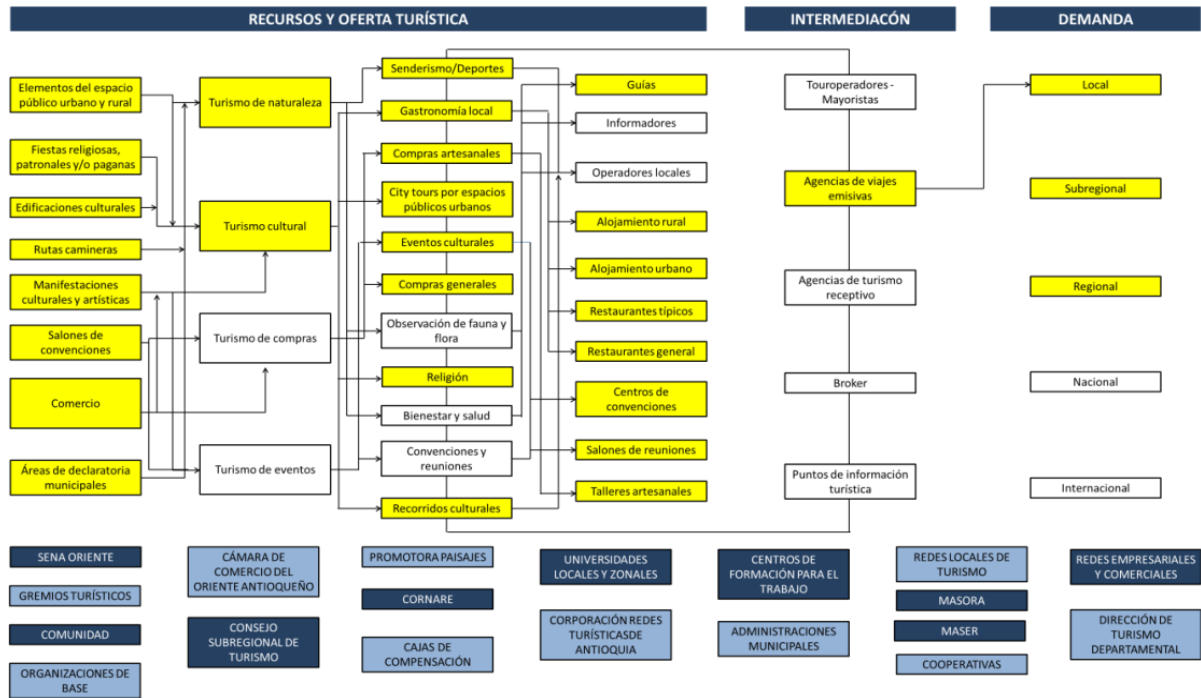 RECURSOS Y OFERTA TURÍSTICA
INTERMEDIACÓN
DEMANDA
Elementos del espacio
público urbano y rural
Fiestas religiosas,
patronales y/o paganas
Edificaciones culturales
Rutas camineras
Manifestaciones
culturales y artísticas
Salones de
convenciones
Comercio
Áreas de declaratoria
municipales
Turismo de naturaleza
Turismo cultural
Turismo de compras
Turismo de eventos
Senderismo/Deportes
Gastronomía local
Compras artesanales
City tours por espacios
públicos urbanos
Eventos culturales
Compras generales
Observación de fauna y
flora
Religión
Bienestar y salud
Convenciones y
reuniones
Recorridos culturales
Guías
Informadores
Operadores locales
Alojamiento rural
Alojamiento urbano
Restaurantes típicos
Restaurantes general
Centros de
convenciones
Salones de reuniones
Talleres artesanales
Touroperadores -
Mayoristas
Agencias de viajes
emisivas
Agencias de turismo
receptivo
Broker
Puntos de información
turística
Local
Subregional
Regional
Nacional
Internacional
SENA ORIENTE
GREMIOS TURÍSTICOS
COMUNIDAD
ORGANIZACIONES DE
BASE
CÁMARA DE
COMERCIO DEL
ORIENTE ANTIOQUEÑO
CONSEJO
SUBREGIONAL DE
TURISMO
PROMOTORA PAISAJES
CORNARE
CAJAS DE
COMPENSACIÓN
UNIVERSIDADES
LOCALES Y ZONALES
CORPORACIÓN REDES
TURÍSTICASDE
ANTIOQUIA
CENTROS DE
FORMACIÓN PARA EL
TRABAJO
ADMINISTRACIONES
MUNICIPALES
REDES LOCALES DE
TURISMO
MASORA
MASER
COOPERATIVAS
REDES EMPRESARIALES
Y COMERCIALES
DIRECCIÓN DE
TURISMO
DEPARTAMENTAL